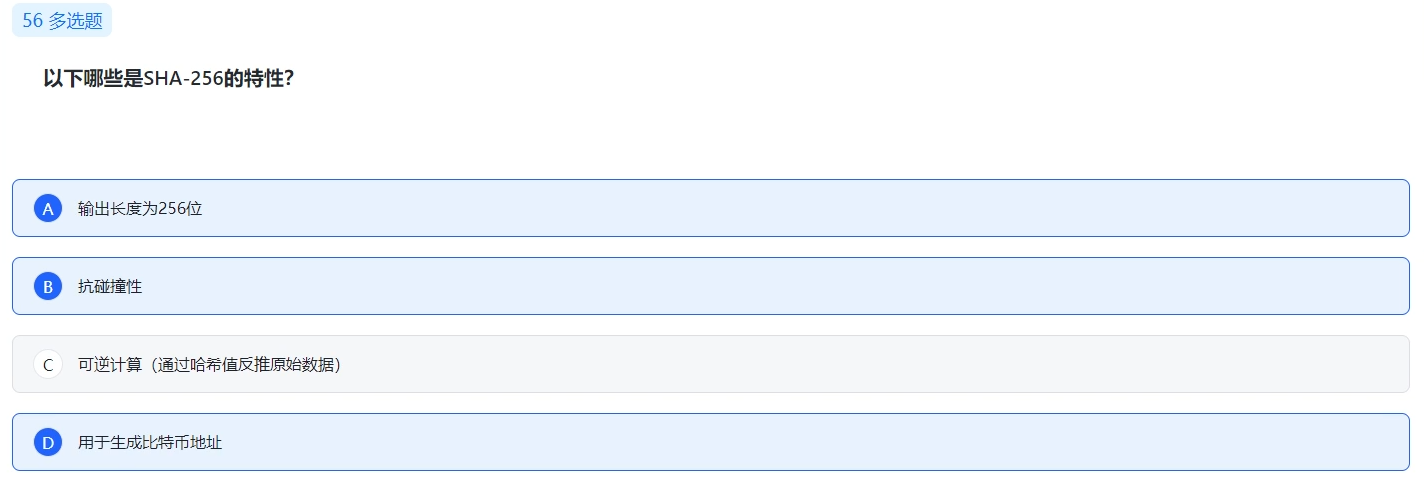 56 多选题
以下哪些是SHA-256的特性?
A 输出长度为256位
B 抗碰撞性
C 可逆计算（通过哈希值反推原始数据）
D 用于生成比特币地址